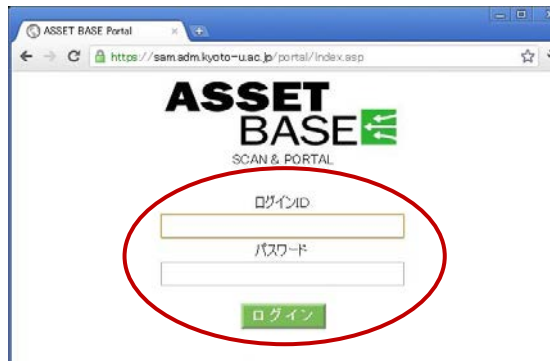 ASSET BASE Portal
https://sam.adm.kyoto-u.ac.jp/portal/index.asp
ASSET
BASE
SCAN & PORTAL
ログインID
パスワード
ログイン